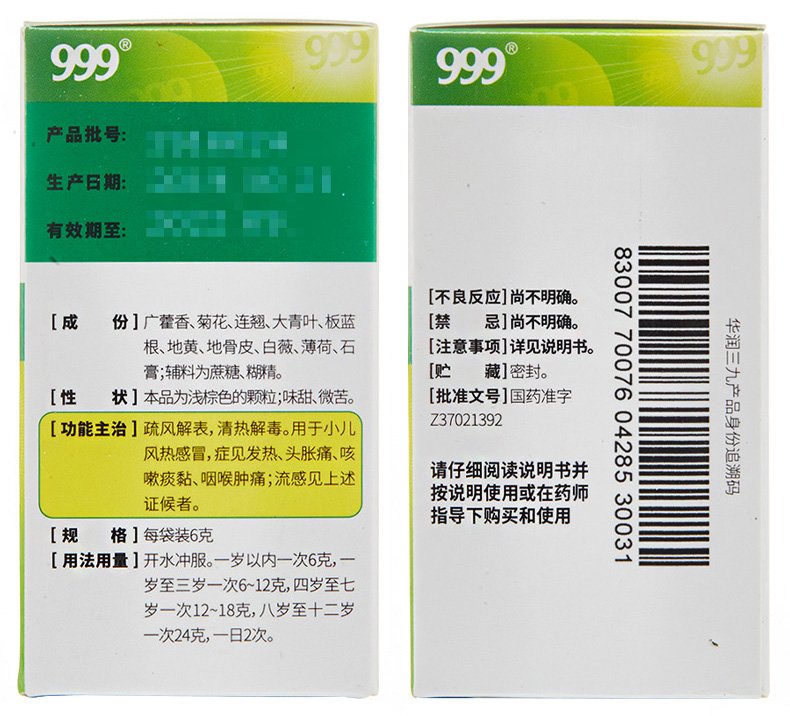 999®
999
产品批号:
生产日期:
有效期至:
[成份]广藿香、菊花、连翘、大青叶、板蓝
根、地黄、地骨皮、白薇、薄荷、石
膏;辅料为蔗糖、糊精。
[性状]本品为浅棕色的颗粒;味甜、微苦。
[功能主治]疏风解表,清热解毒。用于小儿
风热感冒,症见发热、头胀痛、咳
嗽痰黏、咽喉肿痛;流感见上述
证候者。
[规格]每袋装6克
[用法用量]开水冲服。一岁以内一次6克,一
岁至三岁一次6~12克,四岁至七
岁一次12~18克,八岁至十二岁
一次24克,一日2次。
999®
999
[不良反应]尚不明确。
[禁忌]尚不明确。
[注意事项]详见说明书。
[贮藏]密封。
[批准文号]国药准字
Z37021392
请仔细阅读说明书并
按说明使用或在药师
指导下购买和使用
83007 70076 04285 30031
华润三九产品身份追溯码